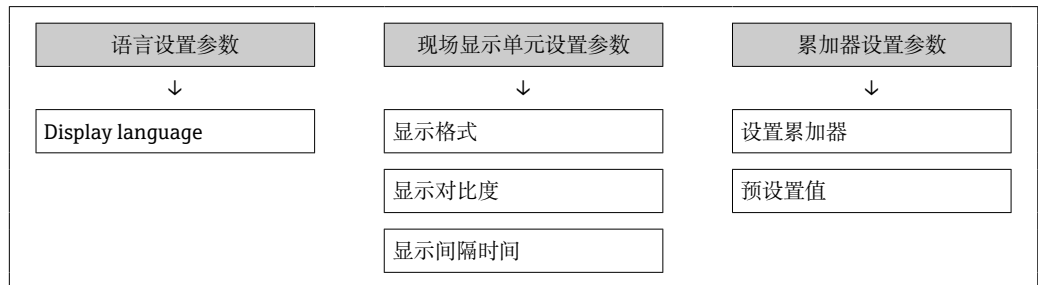 语言设置参数
现场显示单元设置参数
累加器设置参数
↓
↓
↓
Display language
显示格式
设置累加器
显示对比度
预设置值
显示间隔时间